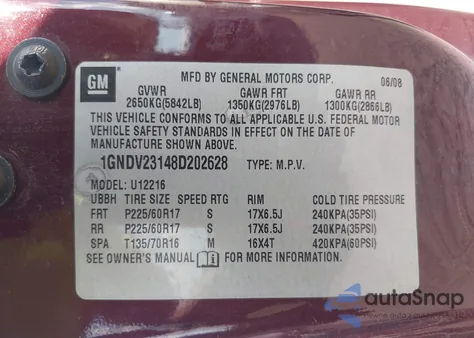 GM
MFD BY GENERAL MOTORS CORP. 06/08
GVWR GAWR FRT GAWR RR
2650KG(5842LB) 1350KG(2976LB) 1300KG(2866LB)
THIS VEHICLE CONFORMS TO ALL APPLICABLE U.S. FEDERAL MOTOR
VEHICLE SAFETY STANDARDS IN EFFECT ON THE DATE OF
MANUFACTURE SHOWN ABOVE.
1GNDV23148D202628 TYPE: M.P.V.
MODEL: U12216
UBBH TIRE SIZE SPEED RTG RIM COLD TIRE PRESSURE
FRT P225/60R17 S 17X6.5J 240KPA(35PSI)
RR P225/60R17 S 17X6.5J 240KPA(35PSI)
SPA T135/70R16 M 16X4T 420KPA(60PSI)
SEE OWNER'S MANUAL FOR MORE INFORMATION.
autoSnap